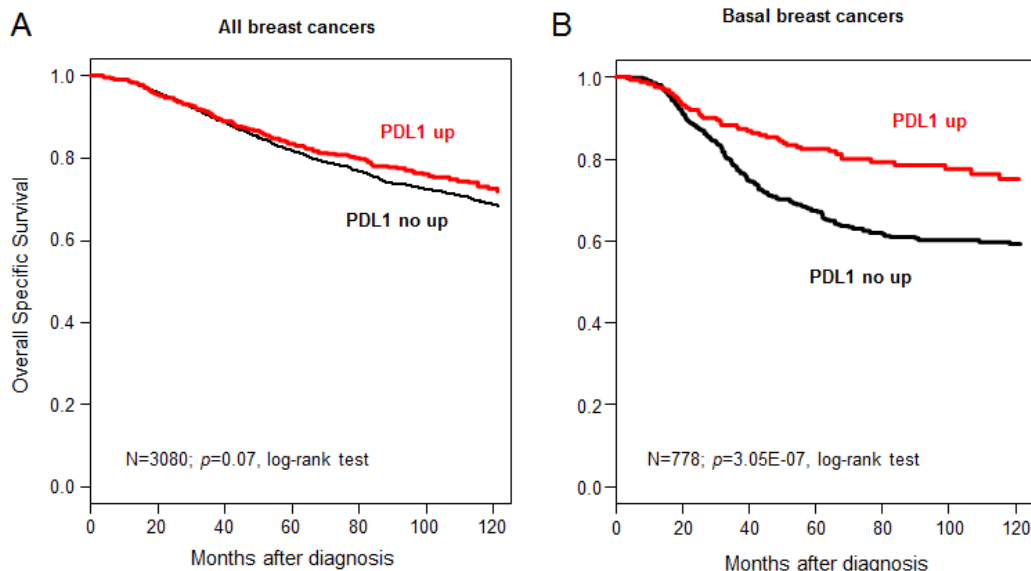 A
All breast cancers
Overall Specific Survival
1.0
0.8
0.6
0.4
0.2
0.0
PDL1 up
PDL1 no up
N=3080; p=0.07, log-rank test
0 20 40 60 80 100 120
Months after diagnosis
B
Basal breast cancers
1.0
0.8
0.6
0.4
0.2
0.0
PDL1 up
PDL1 no up
N=778; p=3.05E-07, log-rank test
0 20 40 60 80 100 120
Months after diagnosis